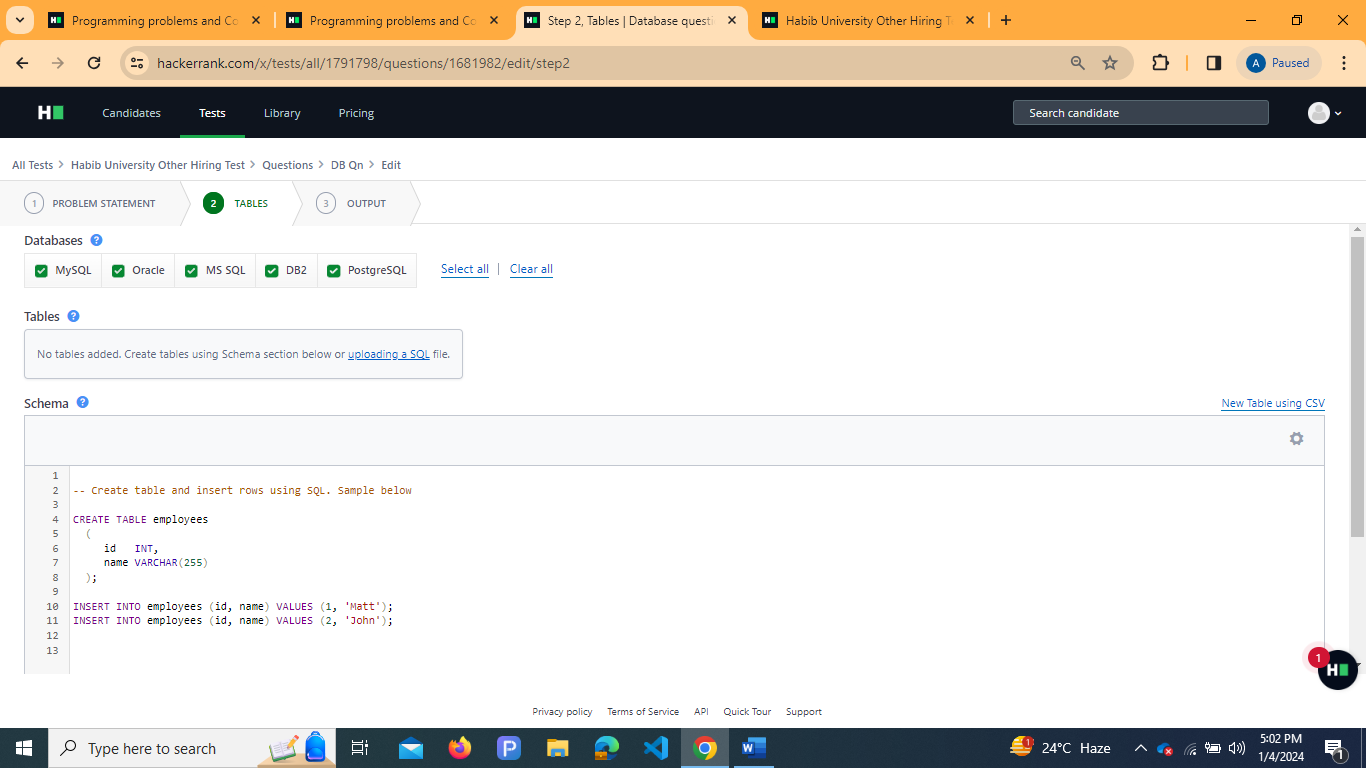 Programming problems and Co
Programming problems and Co
Step 2, Tables | Database questi
Habib University Other Hiring T
hackerrank.com/x/tests/all/1791798/questions/1681982/edit/step2
A Paused
H
Candidates Tests Library Pricing
Search candidate
All Tests > Habib University Other Hiring Test > Questions > DB Qn > Edit
1 PROBLEM STATEMENT
2 TABLES
3 OUTPUT
Databases ?
MySQL Oracle MS SQL DB2 PostgreSQL Select all | Clear all
Tables ?
No tables added. Create tables using Schema section below or uploading a SQL file.
Schema ?
New Table using CSV
1
2 -- Create table and insert rows using SQL. Sample below
3
4 CREATE TABLE employees
5 (
6 id INT,
7 name VARCHAR(255)
8 );
9
10 INSERT INTO employees (id, name) VALUES (1, 'Matt');
11 INSERT INTO employees (id, name) VALUES (2, 'John');
12
13
1
H
Privacy policy Terms of Service API Quick Tour Support
Type here to search
1
24°C Haze
5:02 PM
1/4/2024
1